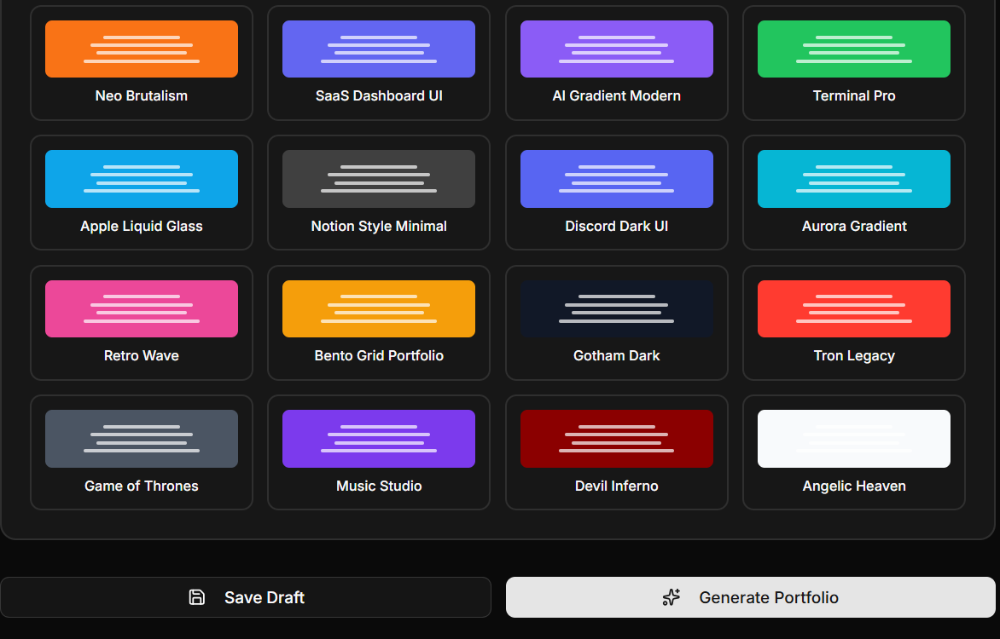 Neo Brutalism
SaaS Dashboard UI
AI Gradient Modern
Terminal Pro
Apple Liquid Glass
Notion Style Minimal
Discord Dark UI
Aurora Gradient
Retro Wave
Bento Grid Portfolio
Gotham Dark
Tron Legacy
Game of Thrones
Music Studio
Devil Inferno
Angelic Heaven
Save Draft
Generate Portfolio